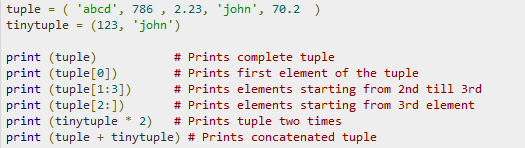 tuple = ( 'abcd', 786 , 2.23, 'john', 70.2  )
tinytuple = (123, 'john')

print (tuple)           # Prints complete tuple
print (tuple[0])        # Prints first element of the tuple
print (tuple[1:3])      # Prints elements starting from 2nd till 3rd
print (tuple[2:])       # Prints elements starting from 3rd element
print (tinytuple * 2)   # Prints tuple two times
print (tuple + tinytuple) # Prints concatenated tuple